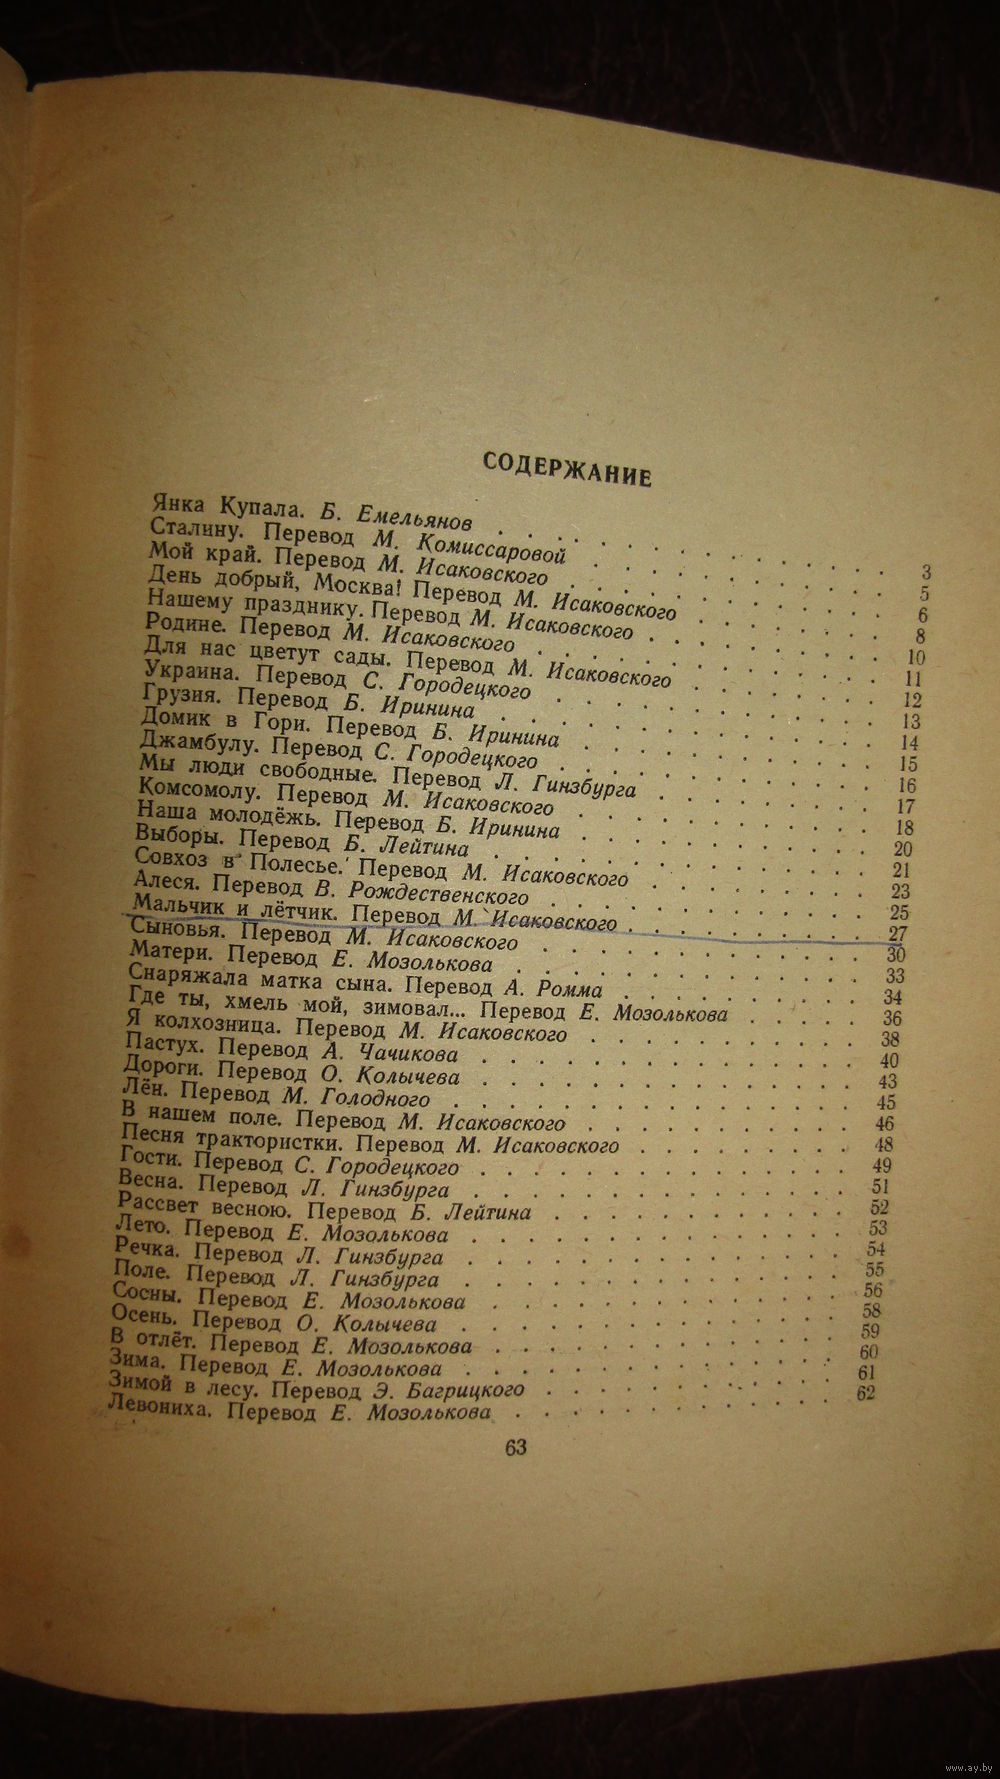 СОДЕРЖАНИЕ
Янка Купала. Б. Емельянов . . . . . . . . . . 3
Сталину. Перевод М. Комиссаровой . . . . . . . . . . 5
Мой край. Перевод М. Исаковского . . . . . . . . . . 6
День добрый, Москва! Перевод М. Исаковского . . . . . . . 8
Нашему празднику. Перевод М. Исаковского . . . . . . . . 10
Родине. Перевод М. Исаковского . . . . . . . . . . 11
Для нас цветут сады. Перевод М. Исаковского . . . . . . . 12
Украина. Перевод С. Городецкого . . . . . . . . . . 13
Грузия. Перевод Б. Иринина . . . . . . . . . . 14
Домик в Гори. Перевод Б. Иринина . . . . . . . . . . 15
Джамбулу. Перевод С. Городецкого . . . . . . . . . . 16
Мы люди свободные. Перевод Л. Гинзбурга . . . . . . . . 17
Комсомолу. Перевод М. Исаковского . . . . . . . . . . 18
Наша молодёжь. Перевод Б. Иринина . . . . . . . . . . 20
Выборы. Перевод Б. Лейтина . . . . . . . . . . 21
Совхоз в Полесье. Перевод М. Исаковского . . . . . . . . 23
Алеся. Перевод В. Рождественского . . . . . . . . . . 25
Мальчик и лётчик. Перевод М. Исаковского . . . . . . . . 27
Сыновья. Перевод М. Исаковского . . . . . . . . . . 30
Матери. Перевод Е. Мозолькова . . . . . . . . . . 33
Снаряжала матка сына. Перевод А. Ромма . . . . . . . . 34
Где ты, хмель мой, зимовал... Перевод Е. Мозолькова . . . . . 36
Я колхозница. Перевод М. Исаковского . . . . . . . . . . 38
Пастух. Перевод А. Чачикова . . . . . . . . . . 40
Дороги. Перевод О. Колычева . . . . . . . . . . 43
Лён. Перевод М. Голодного . . . . . . . . . . 45
В нашем поле. Перевод М. Исаковского . . . . . . . . . . 46
Песня трактористки. Перевод М. Исаковского . . . . . . . . 48
Гости. Перевод С. Городецкого . . . . . . . . . . 49
Весна. Перевод Л. Гинзбурга . . . . . . . . . . 51
Рассвет весною. Перевод Б. Лейтина . . . . . . . . . . 52
Лето. Перевод Е. Мозолькова . . . . . . . . . . 53
Речка. Перевод Л. Гинзбурга . . . . . . . . . . 54
Поле. Перевод Л. Гинзбурга . . . . . . . . . . 55
Сосны. Перевод Е. Мозолькова . . . . . . . . . . 56
Осень. Перевод О. Колычева . . . . . . . . . . 58
В отлёт. Перевод Е. Мозолькова . . . . . . . . . . 59
Зима. Перевод Е. Мозолькова . . . . . . . . . . 60
Зимой в лесу. Перевод Э. Багрицкого . . . . . . . . . . 61
Левониха. Перевод Е. Мозолькова . . . . . . . . . . 62
63
www.ay.by